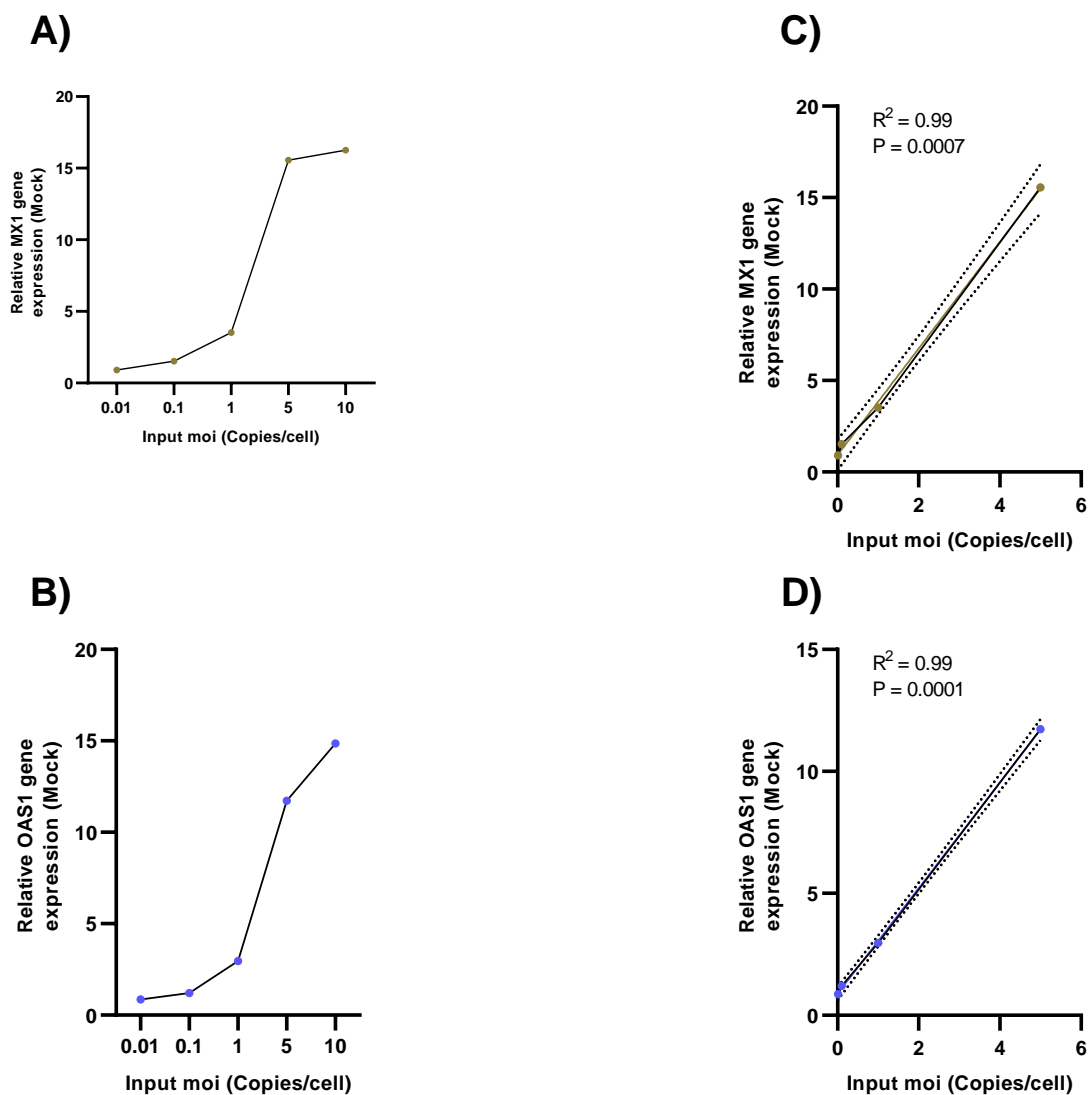 A)
20
15
10
5
0
Relative MX1 gene
expression (Mock)
0.01 0.1 1 5 10
Input moi (Copies/cell)
C)
R² = 0.99
P = 0.0007
20
15
10
5
0
Relative MX1 gene
expression (Mock)
0 2 4 6
Input moi (Copies/cell)
B)
20
15
10
5
0
Relative OAS1 gene
expression (Mock)
0.01 0.1 1 5 10
Input moi (Copies/cell)
D)
R² = 0.99
P = 0.0001
15
10
5
0
Relative OAS1 gene
expression (Mock)
0 2 4 6
Input moi (Copies/cell)